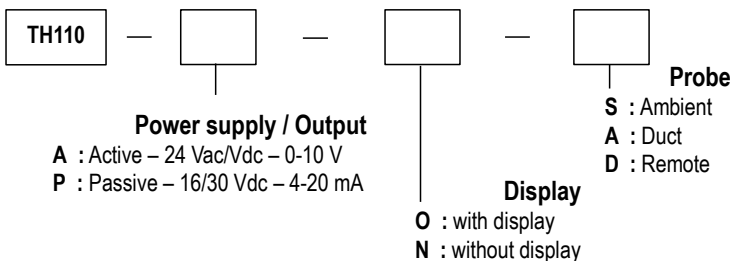 TH110 — — —
Power supply / Output
A : Active – 24 Vac/Vdc – 0-10 V
P : Passive – 16/30 Vdc – 4-20 mA
Display
O : with display
N : without display
Probe
S : Ambient
A : Duct
D : Remote